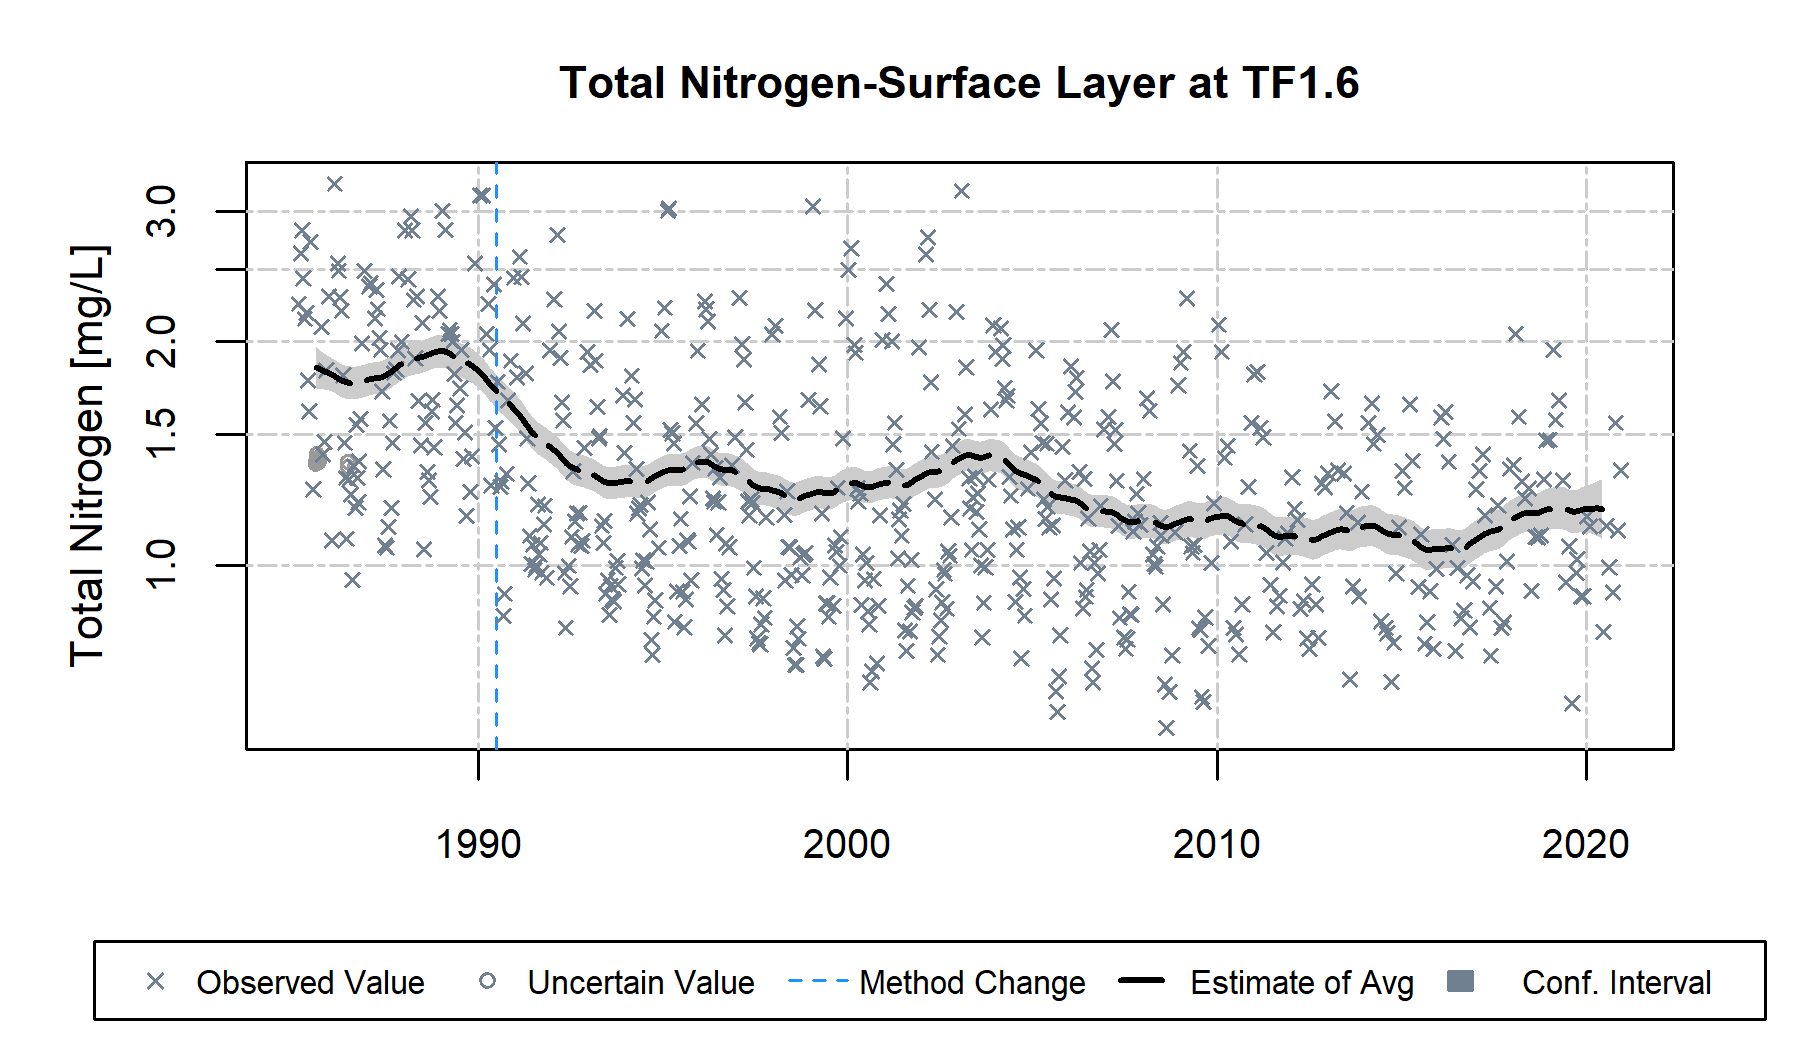 Total Nitrogen-Surface Layer at TF1.6
Total Nitrogen [mg/L]
3.0
2.0
1.5
1.0
1990 2000 2010 2020
Observed Value Uncertain Value Method Change Estimate of Avg Conf. Interval